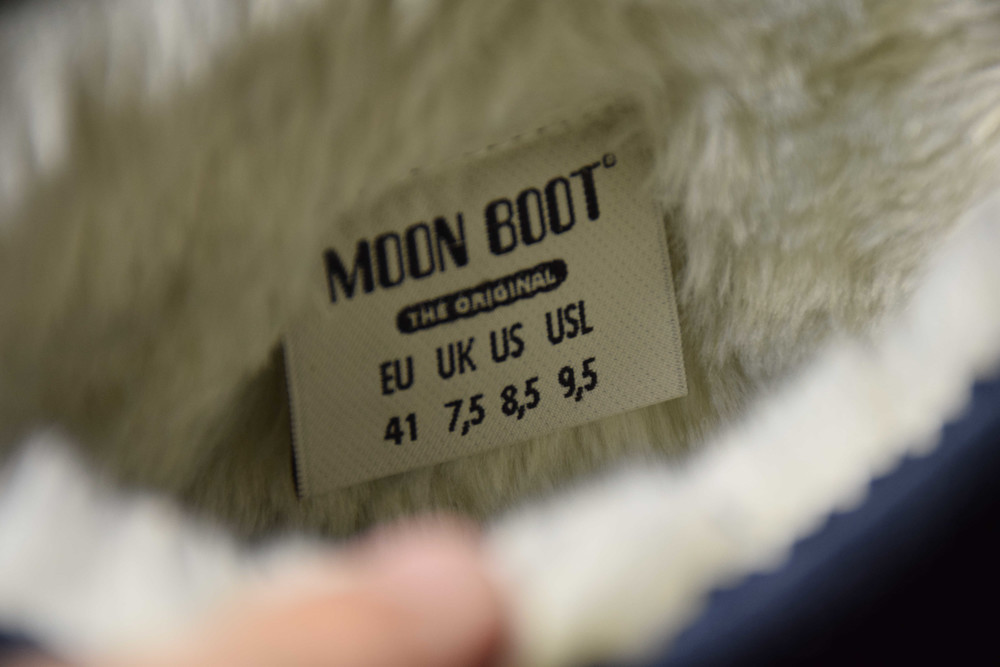 MOON BOOT®
THE ORIGINAL
EU UK US USL
41 7,5 8,5 9,5